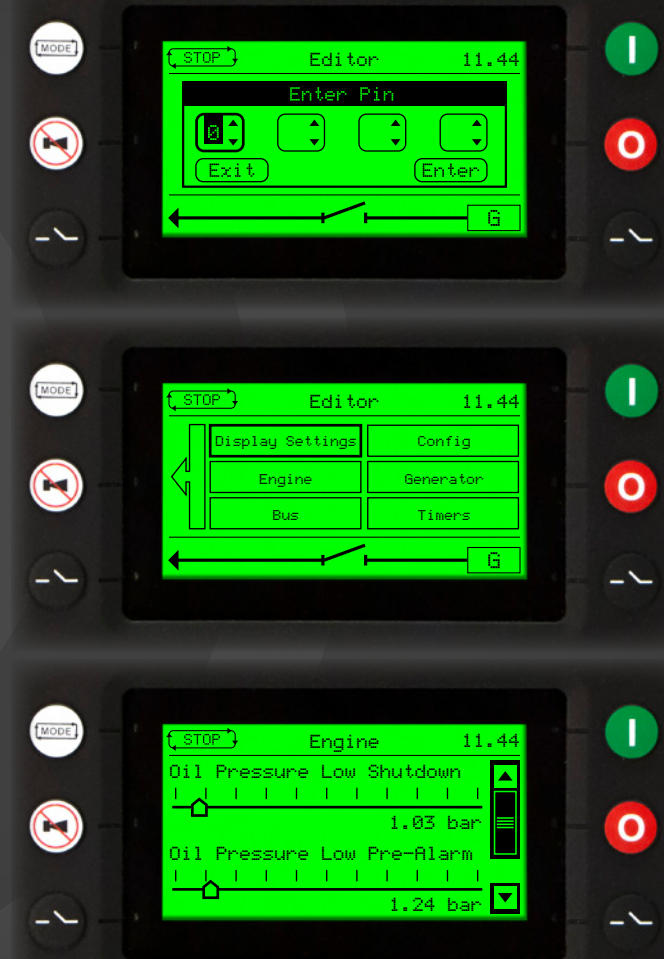 MODE
STOP Editor 11.44
Enter Pin
0
Exit Enter
O
G
MODE
STOP Editor 11.44
Display Settings Config
Engine Generator
O
Bus Timers
G
MODE
STOP Engine 11.44
Oil Pressure Low Shutdown
1.03 bar
O
Oil Pressure Low Pre-Alarm
1.24 bar